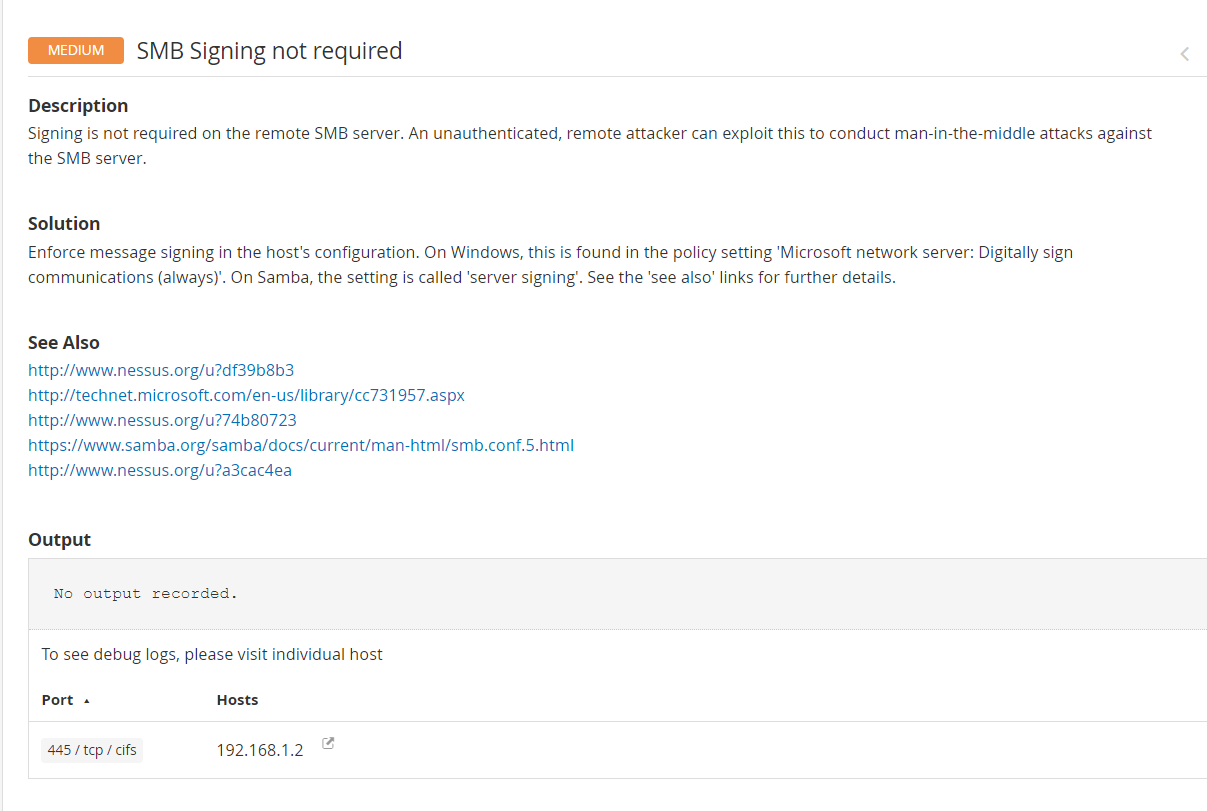 MEDIUM SMB Signing not required
Description
Signing is not required on the remote SMB server. An unauthenticated, remote attacker can exploit this to conduct man-in-the-middle attacks against
the SMB server.
Solution
Enforce message signing in the host's configuration. On Windows, this is found in the policy setting 'Microsoft network server: Digitally sign
communications (always)'. On Samba, the setting is called 'server signing'. See the 'see also' links for further details.
See Also
http://www.nessus.org/u?df39b8b3
http://technet.microsoft.com/en-us/library/cc731957.aspx
http://www.nessus.org/u?74b80723
https://www.samba.org/samba/docs/current/man-html/smb.conf.5.html
http://www.nessus.org/u?a3cac4ea
Output
No output recorded.
To see debug logs, please visit individual host
Port ▲ Hosts
445 / tcp / cifs 192.168.1.2